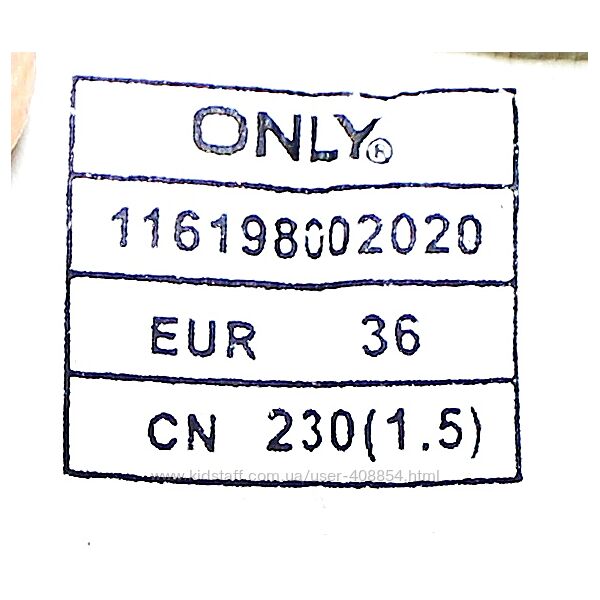 ONLY®
116198002020
EUR 36
CN 230(1.5)
www.kidstaff.com.ua/user-408854.html